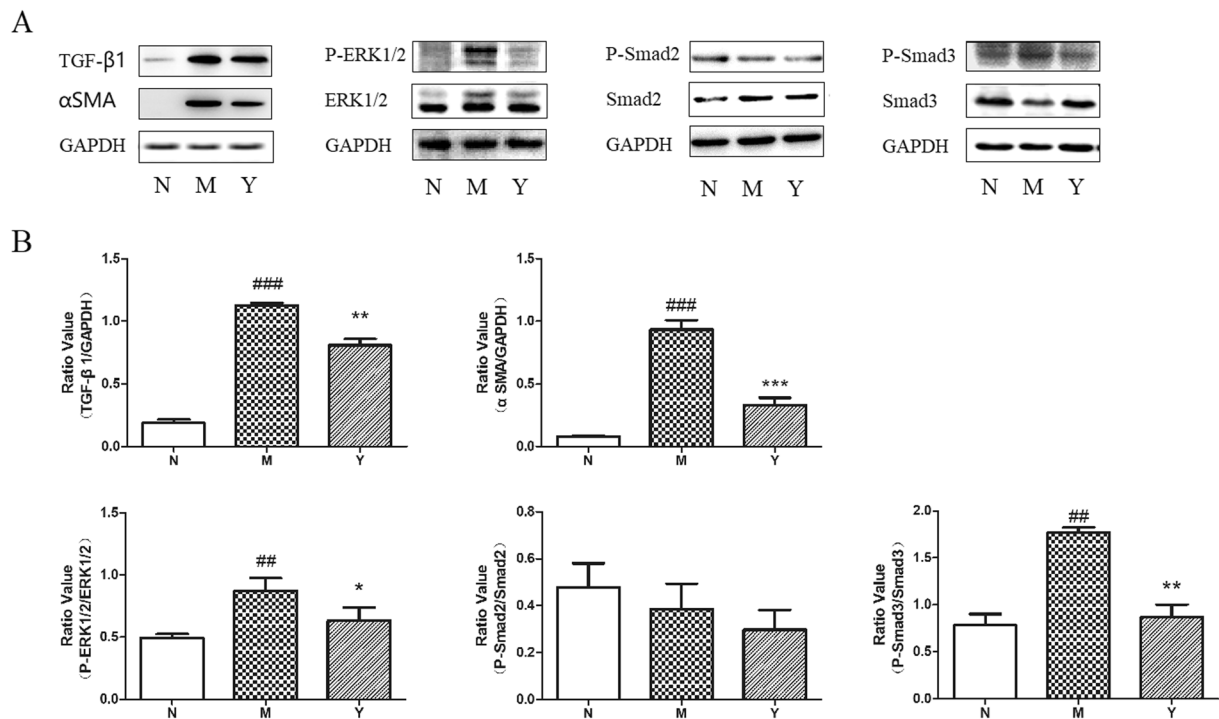 A
TGF-β1
αSMA
GAPDH
N M Y
P-ERK1/2
ERK1/2
GAPDH
N M Y
P-Smad2
Smad2
GAPDH
N M Y
P-Smad3
Smad3
GAPDH
N M Y
B
Ratio Value
(TGF-β 1/GAPDH)
1.5
1.0
0.5
0.0
###
**
N M Y
Ratio Value
(α SMA/GAPDH)
1.5
1.0
0.5
0.0
###
***
N M Y
Ratio Value
(P-ERK1/2/ERK1/2)
1.5
1.0
0.5
0.0
##
*
N M Y
Ratio Value
(P-Smad2/Smad2)
0.8
0.6
0.4
0.2
0.0
N M Y
Ratio Value
(P-Smad3/Smad3)
2.0
1.5
1.0
0.5
0.0
##
**
N M Y